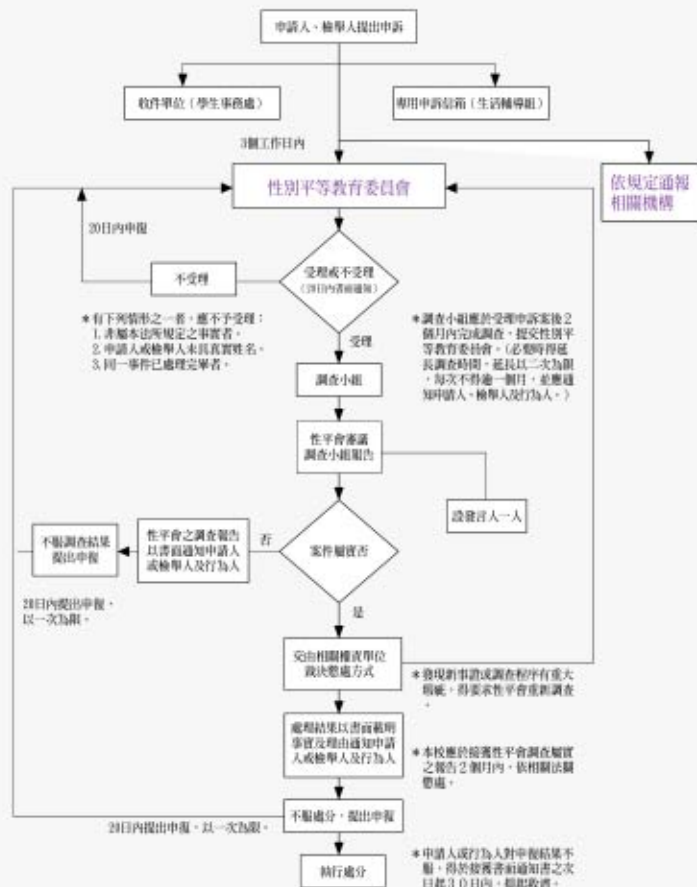 申請人、檢舉人提出申訴
收件單位（學生事務處）
專用申訴信箱（生活輔導組）
3個工作日內
性別平等教育委員會
依規定通報
相關機構
20日內申復
不受理
受理或不受理
（20日內書面通知）
＊有下列情形之一者，應不予受理：
1.非屬本法所規定之事實者。
2.申請人或檢舉人未具真實姓名。
3.同一事件已處理完畢者。
受理
＊調查小組應於受理申訴案後２
個月內完成調查，提交性別平
等教育委員會。（必要時得延
長調查時間，延長以二次為限
，每次不得逾一個月，並應通
知申請人、檢舉人及行為人。）
調查小組
性平會審議
調查小組報告
設發言人一人
不服調查結果
提出申復
性平會之調查報告
以書面通知申請人
或檢舉人及行為人
否
案件屬實否
20日內提出申復，
以一次為限。
是
交由相關權責單位
裁決懲處方式
＊發現新事證或調查程序有重大
瑕疵，得要求性平會重新調查
。
處理結果以書面載明
事實及理由通知申請
人或檢舉人及行為人
＊本校應於接獲性平會調查屬實
之報告２個月內，依相關法關
懲處。
不服處分，提出申復
20日內提出申復，以一次為限。
執行處分
＊申請人或行為人對申復結果不
服，得於接獲書面通知書之次
日起３０日內，提起救濟。